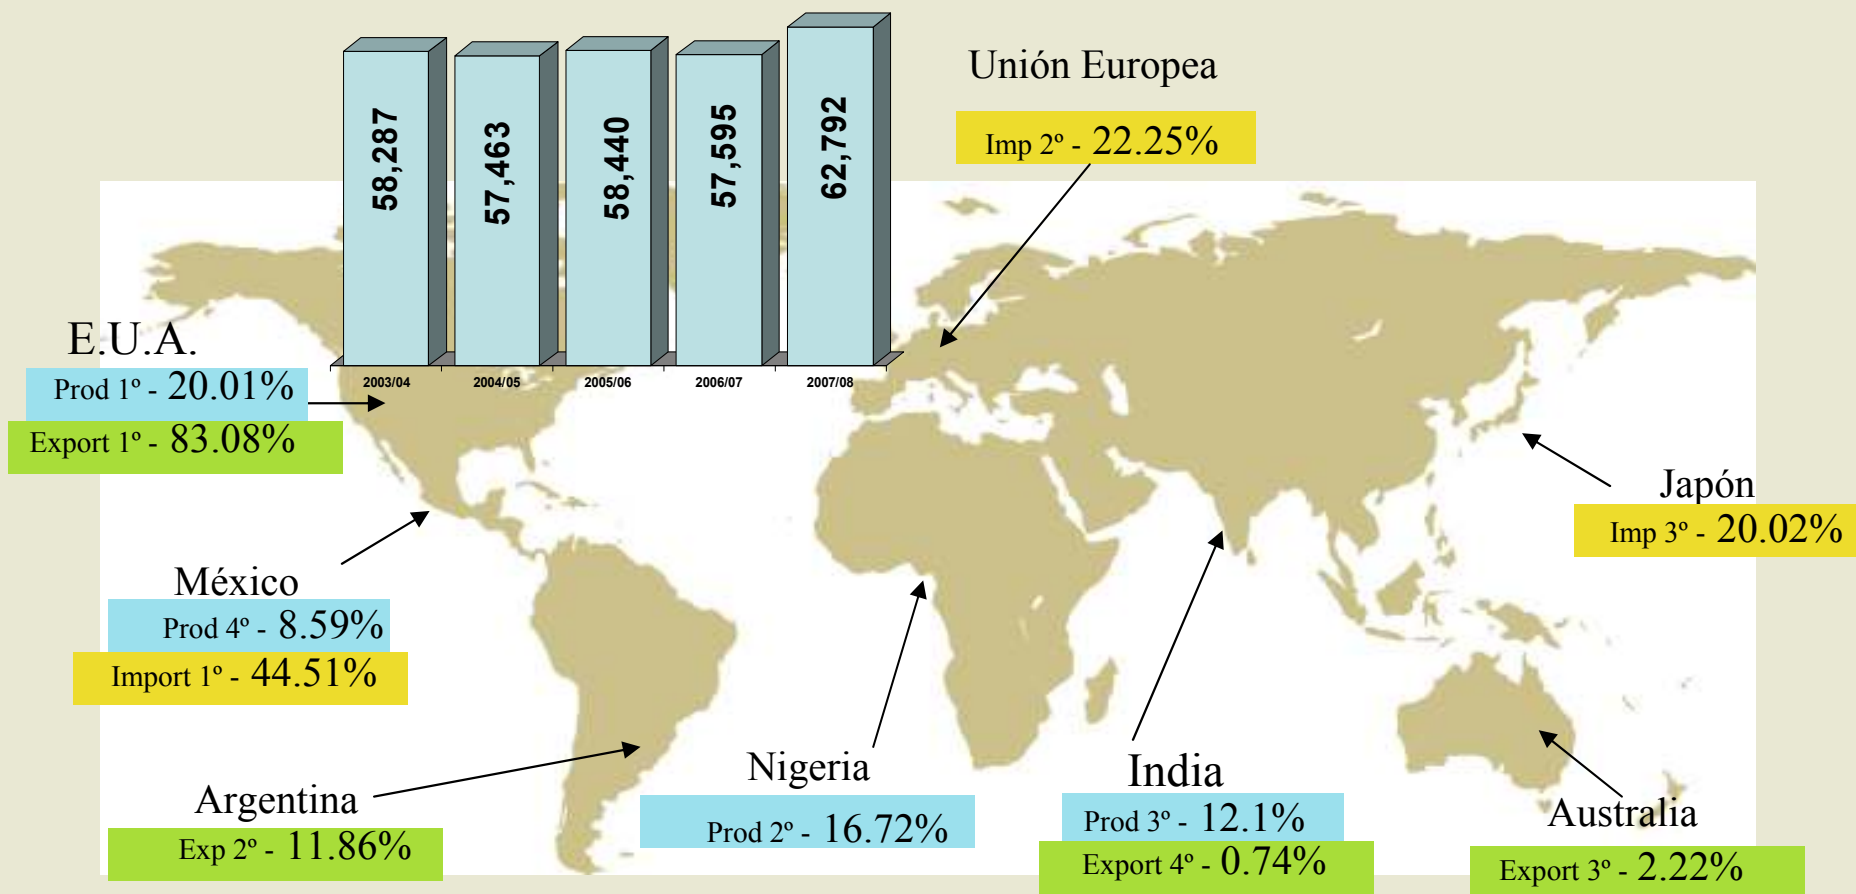 58,287
57,463
58,440
57,595
62,792
2003/04
2004/05
2005/06
2006/07
2007/08
Unión Europea
Imp 2º - 22.25%
E.U.A.
Prod 1º - 20.01%
Export 1º - 83.08%
Japón
Imp 3º - 20.02%
México
Prod 4º - 8.59%
Import 1º - 44.51%
Argentina
Exp 2º - 11.86%
Nigeria
Prod 2º - 16.72%
India
Prod 3º - 12.1%
Export 4º - 0.74%
Australia
Export 3º - 2.22%